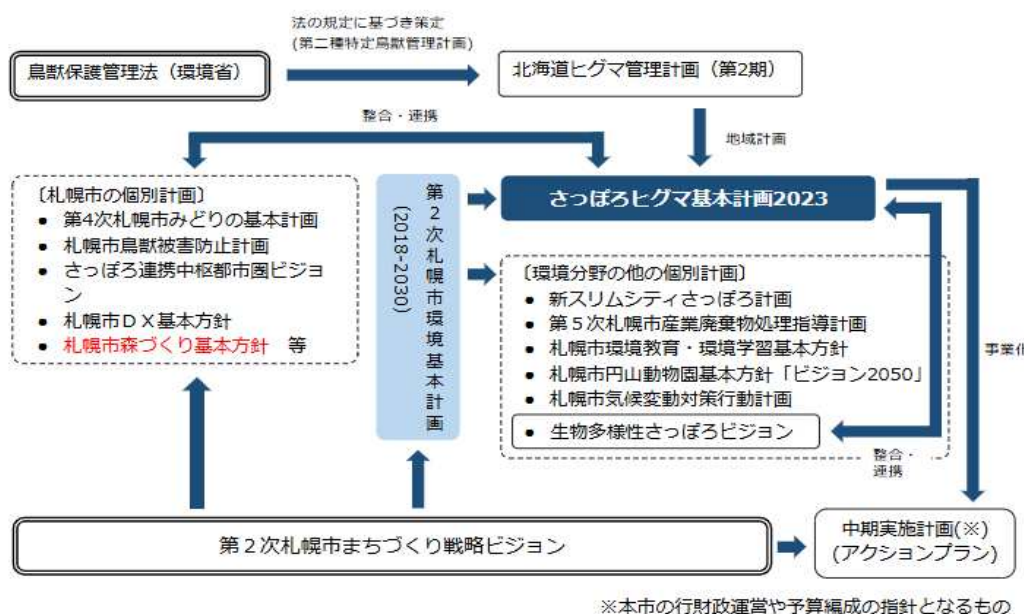 法の規定に基づき策定
(第二種特定鳥獣管理計画)
鳥獣保護管理法（環境省）
北海道ヒグマ管理計画（第2期）
整合・連携
地域計画
〔札幌市の個別計画〕
● 第4次札幌市みどりの基本計画
● 札幌市鳥獣被害防止計画
● さっぽろ連携中枢都市圏ビジョ
ン
● 札幌市ＤＸ基本方針
● 札幌市森づくり基本方針　等
第２次札幌市環境基本計画
(2018-2030)
さっぽろヒグマ基本計画2023
〔環境分野の他の個別計画〕
● 新スリムシティさっぽろ計画
● 第５次札幌市産業廃棄物処理指導計画
● 札幌市環境教育・環境学習基本方針
● 札幌市円山動物園基本方針「ビジョン2050」
● 札幌市気候変動対策行動計画
● 生物多様性さっぽろビジョン
整合・
連携
事業化
第２次札幌市まちづくり戦略ビジョン
中期実施計画(※)
(アクションプラン)
※本市の行財政運営や予算編成の指針となるもの